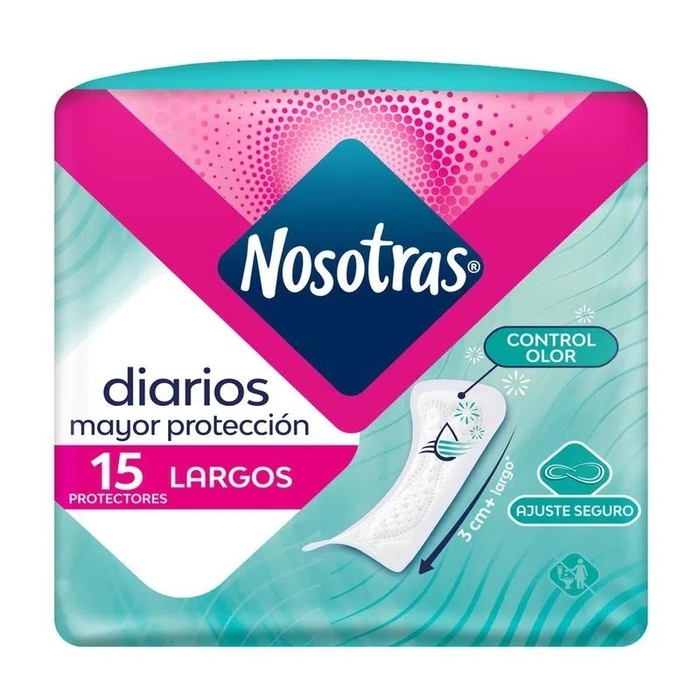 Nosotras®
CONTROL
OLOR
diarios
mayor protección
15 LARGOS
PROTECTORES
3 cm+ largo*
AJUSTE SEGURO